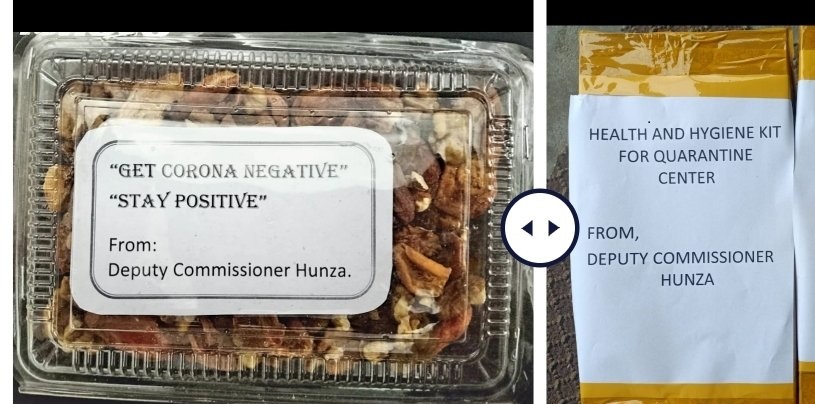 “GET CORONA NEGATIVE”
“STAY POSITIVE”
From:
Deputy Commissioner Hunza.
HEALTH AND HYGIENE KIT
FOR QUARANTINE
CENTER
FROM,
DEPUTY COMMISSIONER
HUNZA